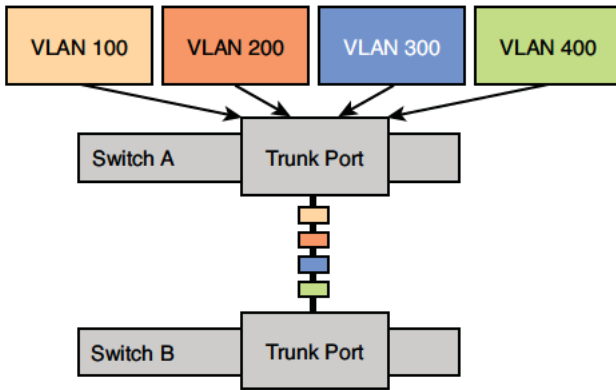 VLAN 100
VLAN 200
VLAN 300
VLAN 400
Switch A
Trunk Port
Switch B
Trunk Port